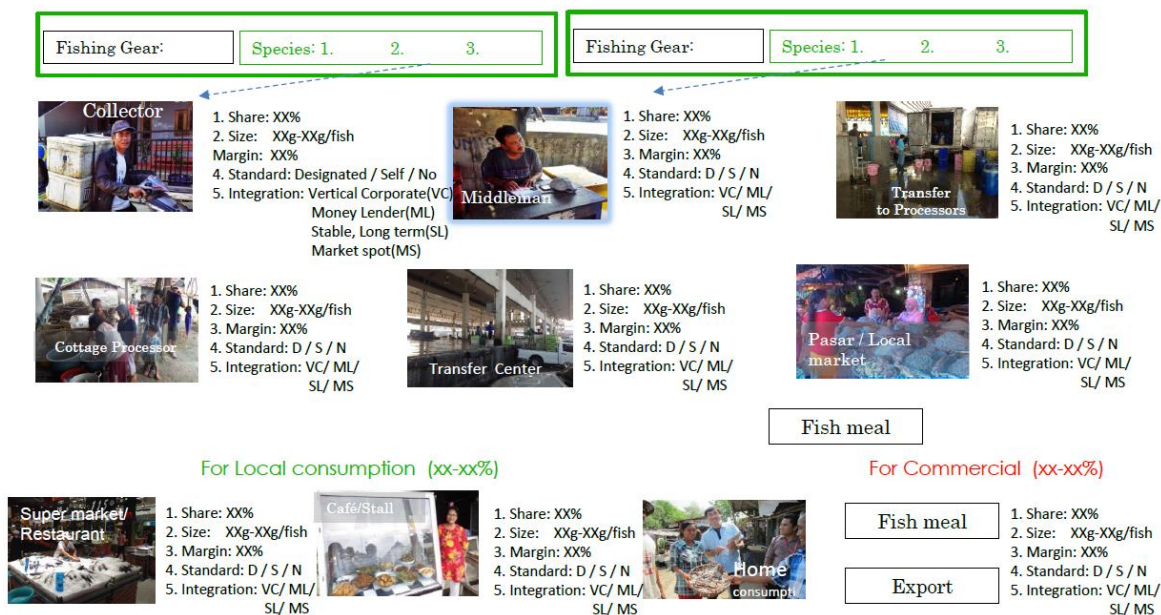 Fishing Gear:
Species: 1. 2. 3.
Fishing Gear:
Species: 1. 2. 3.
Collector
1. Share: XX%
2. Size: XXg-XXg/fish
Margin: XX%
4. Standard: Designated / Self / No
5. Integration: Vertical Corporate(VC)
Money Lender(ML)
Stable, Long term(SL)
Market spot(MS)
Middleman
1. Share: XX%
2. Size: XXg-XXg/fish
3. Margin: XX%
4. Standard: D / S / N
5. Integration: VC/ ML/
SL/ MS
Transfer
to Processors
1. Share: XX%
2. Size: XXg-XXg/fish
3. Margin: XX%
4. Standard: D / S / N
5. Integration: VC/ ML/
SL/ MS
Cottage Processor
1. Share: XX%
2. Size: XXg-XXg/fish
3. Margin: XX%
4. Standard: D / S / N
5. Integration: VC/ ML/
SL/ MS
Transfer Center
1. Share: XX%
2. Size: XXg-XXg/fish
3. Margin: XX%
4. Standard: D / S / N
5. Integration: VC/ ML/
SL/ MS
Pasar / Local
market
1. Share: XX%
2. Size: XXg-XXg/fish
3. Margin: XX%
4. Standard: D / S / N
5. Integration: VC/ ML/
SL/ MS
Fish meal
For Local consumption (xx-xx%)
For Commercial (xx-xx%)
Super market/
Restaurant
1. Share: XX%
2. Size: XXg-XXg/fish
3. Margin: XX%
4. Standard: D / S / N
5. Integration: VC/ ML/
SL/ MS
Café/Stall
1. Share: XX%
2. Size: XXg-XXg/fish
3. Margin: XX%
4. Standard: D / S / N
5. Integration: VC/ ML/
SL/ MS
Home
consumpti
Fish meal
Export
1. Share: XX%
2. Size: XXg-XXg/fish
3. Margin: XX%
4. Standard: D / S / N
5. Integration: VC/ ML/
SL/ MS